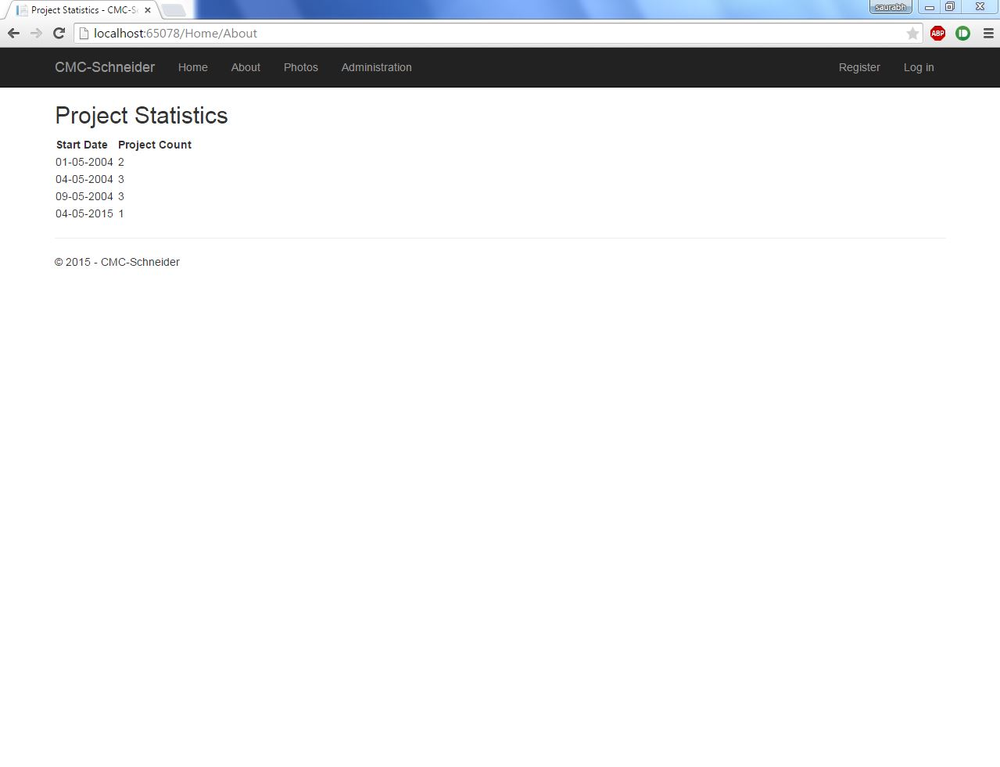 Project Statistics - CMC-S
saurabh
localhost:65078/Home/About
ABP
CMC-Schneider Home About Photos Administration Register Log in
Project Statistics
Start Date Project Count
01-05-2004 2
04-05-2004 3
09-05-2004 3
04-05-2015 1
© 2015 - CMC-Schneider